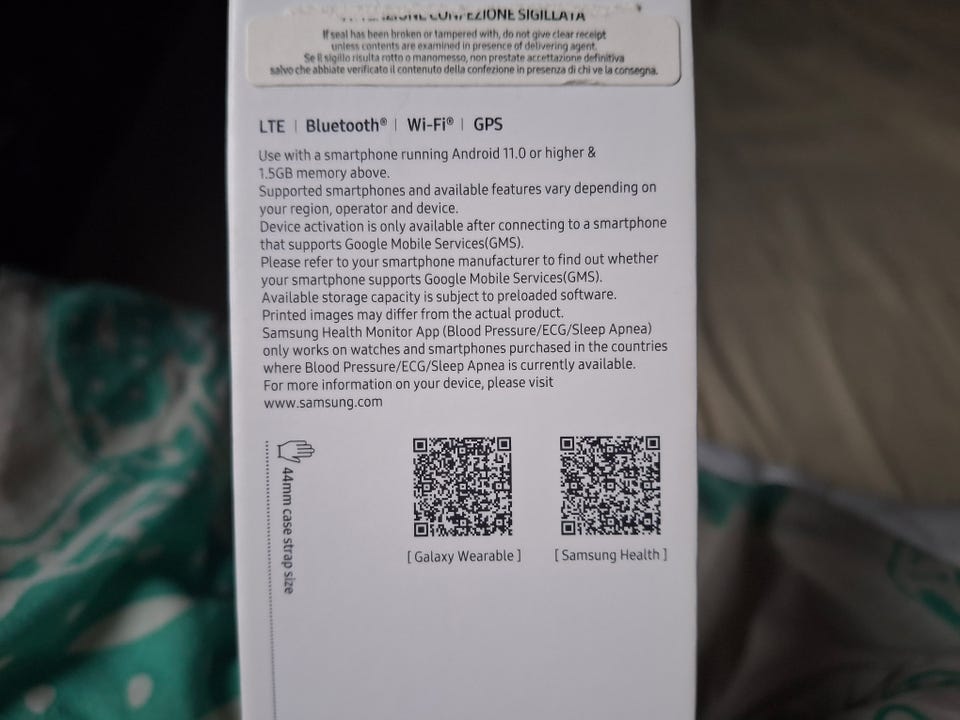 CONFEZIONE SIGILLATA
If seal has been broken or tampered with, do not give clear receipt
unless contents are examined in presence of delivering agent.
Se il sigillo risulta rotto o manomesso, non prestate accettazione definitiva
salvo che abbiate verificato il contenuto della confezione in presenza di chi ve la consegna.
LTE | Bluetooth® | Wi-Fi® | GPS
Use with a smartphone running Android 11.0 or higher &
1.5GB memory above.
Supported smartphones and available features vary depending on
your region, operator and device.
Device activation is only available after connecting to a smartphone
that supports Google Mobile Services(GMS).
Please refer to your smartphone manufacturer to find out whether
your smartphone supports Google Mobile Services(GMS).
Available storage capacity is subject to preloaded software.
Printed images may differ from the actual product.
Samsung Health Monitor App (Blood Pressure/ECG/Sleep Apnea)
only works on watches and smartphones purchased in the countries
where Blood Pressure/ECG/Sleep Apnea is currently available.
For more information on your device, please visit
www.samsung.com
44mm case strap size
[ Galaxy Wearable ]
[ Samsung Health ]